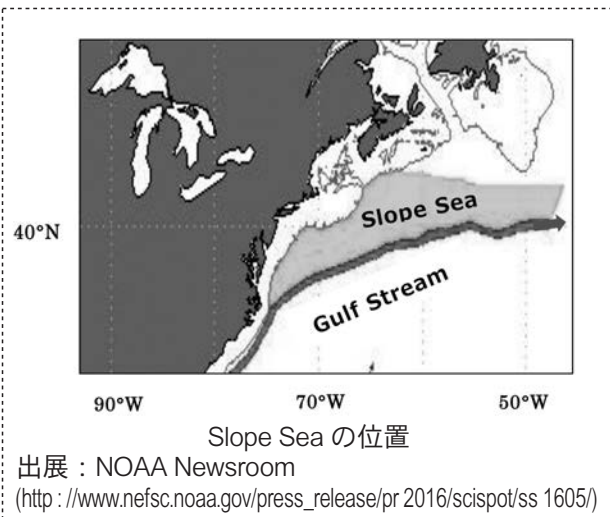 Slope Sea
40°N
Gulf Stream
90°W 70°W 50°W
Slope Sea の位置
出展：NOAA Newsroom
(http : //www.nefsc.noaa.gov/press_release/pr 2016/scispot/ss 1605/)